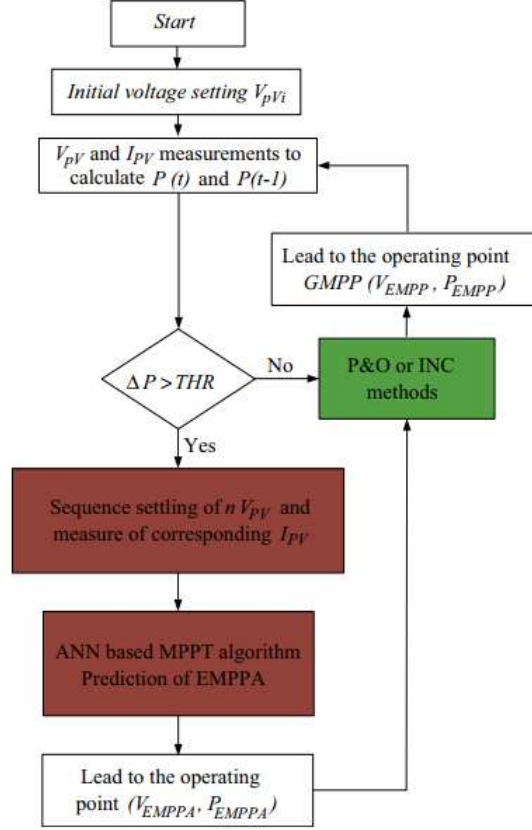 Start
Initial voltage setting V_pVi
V_pV and I_PV measurements to
calculate P (t) and P(t-1)
Lead to the operating point
GMPP (V_EMPP, P_EMPP)
ΔP>THR
No
P&O or INC
methods
Yes
Sequence settling of n V_PV and
measure of corresponding I_PV
ANN based MPPT algorithm
Prediction of EMPPA
Lead to the operating
point (V_EMPPA, P_EMPPA)